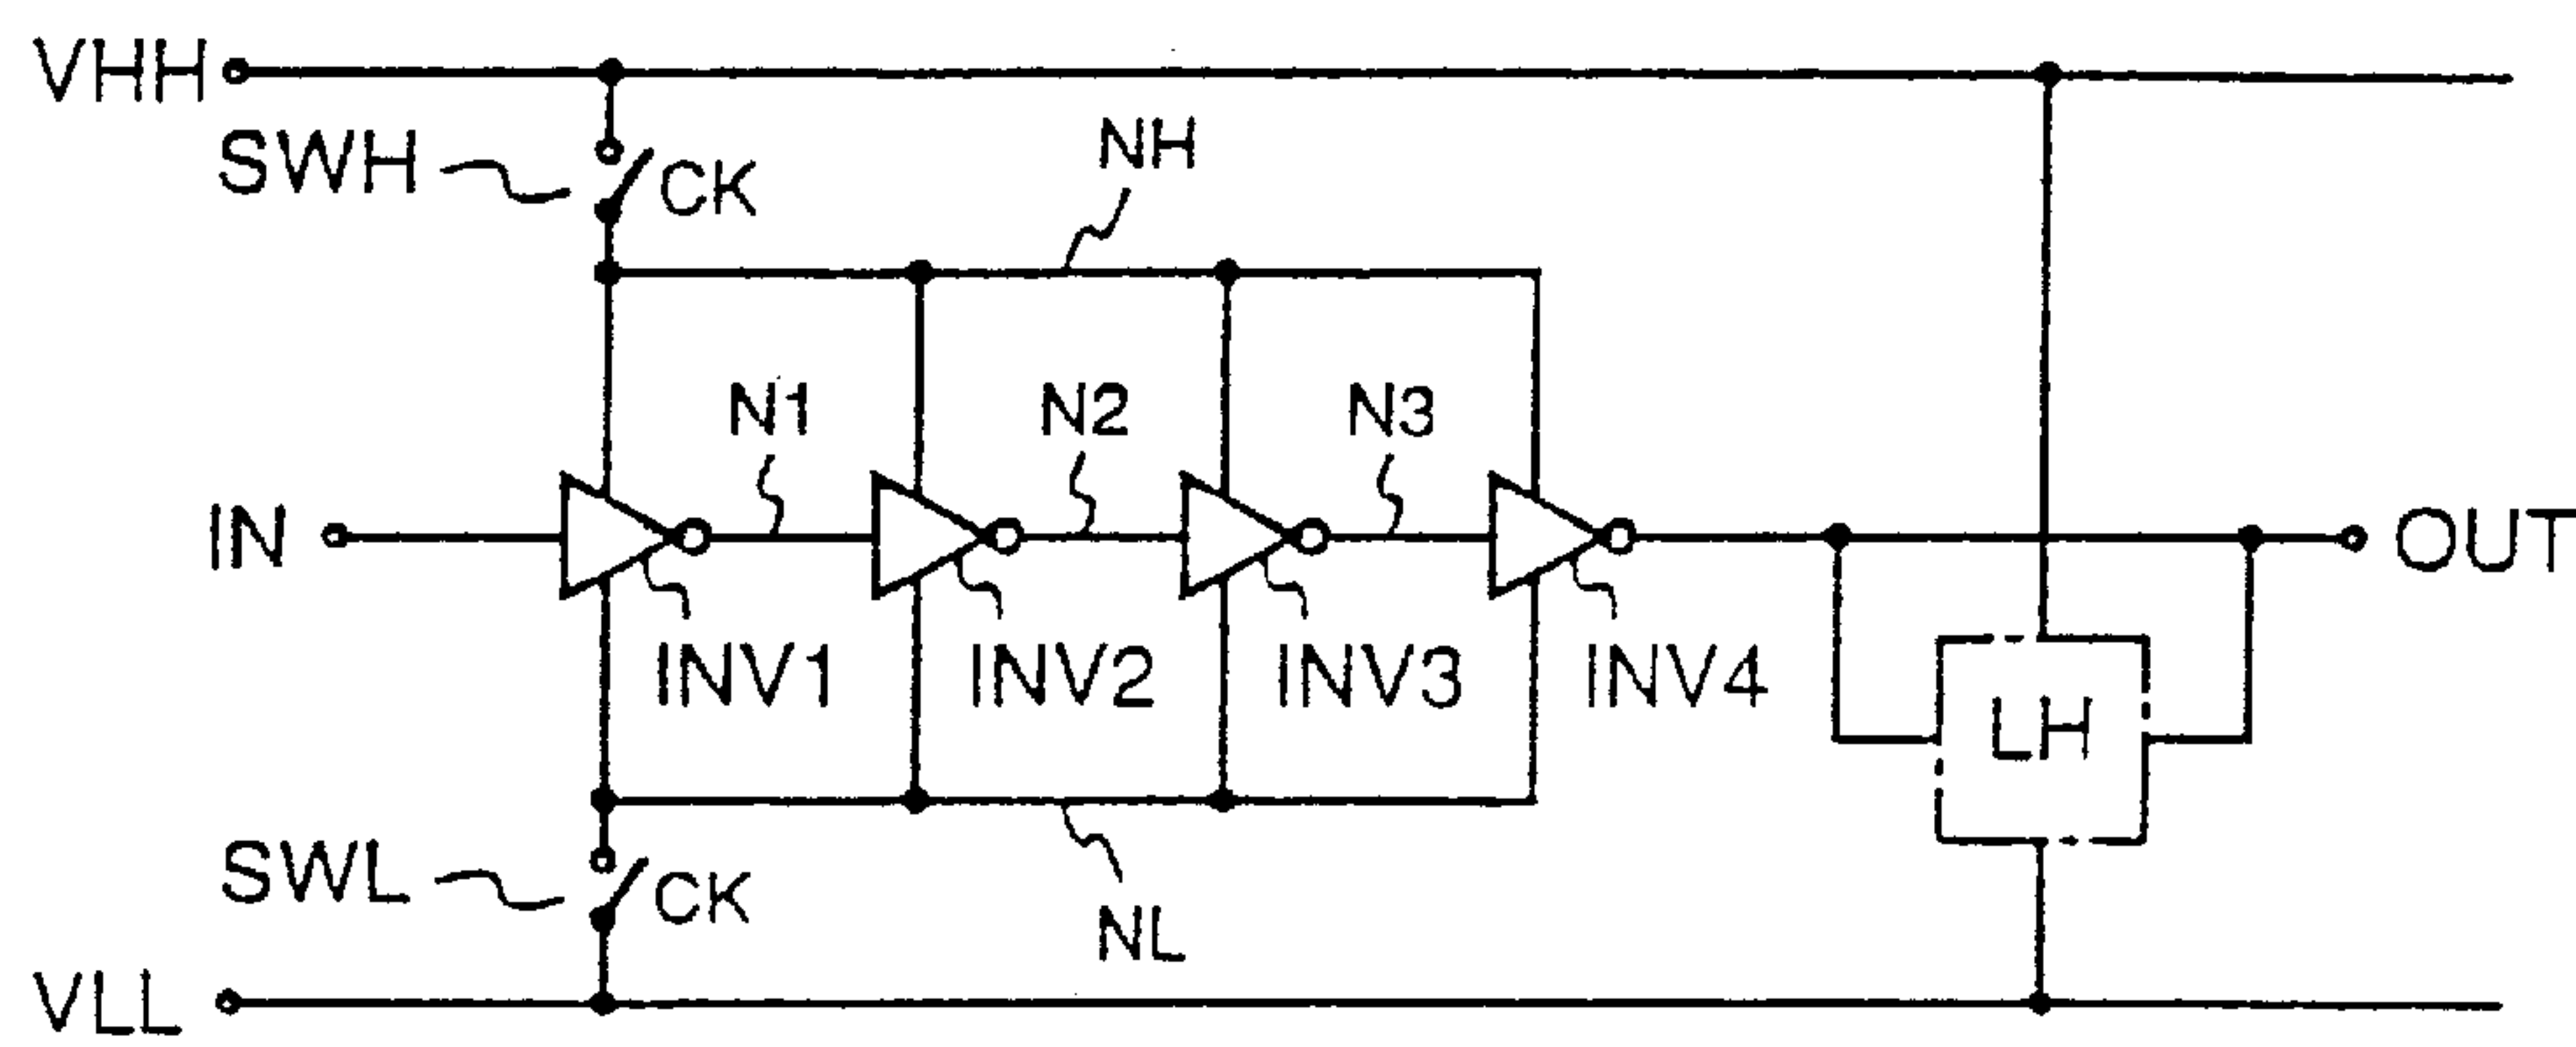 VHH
SWH
CK
NH
N1
N2
N3
IN
OUT
INV1
INV2
INV3
INV4
LH
SWL
CK
NL
VLL